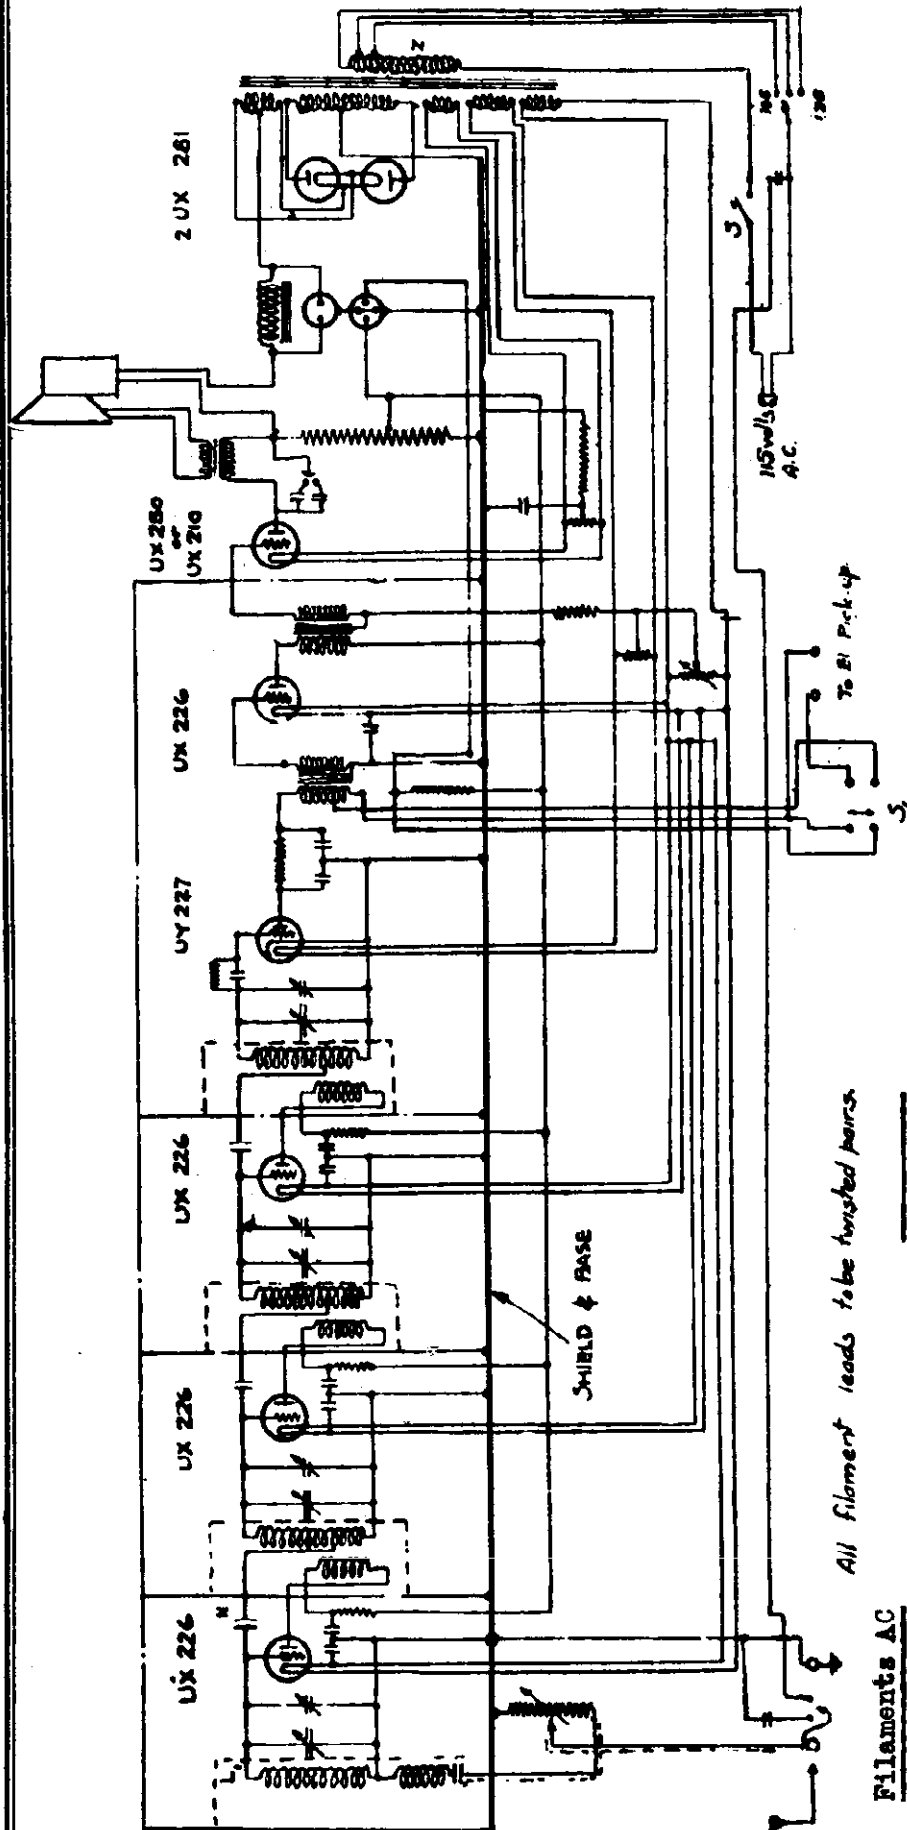 UX 226
UX 226
UX 226
UY 227
UX 226
UX 250
or
UX 210
2 UX 281
SHIELD & BASE
115 volts
A.C.
S
To El Pick-up
S,
All filament leads to be twisted pairs.
Filaments AC